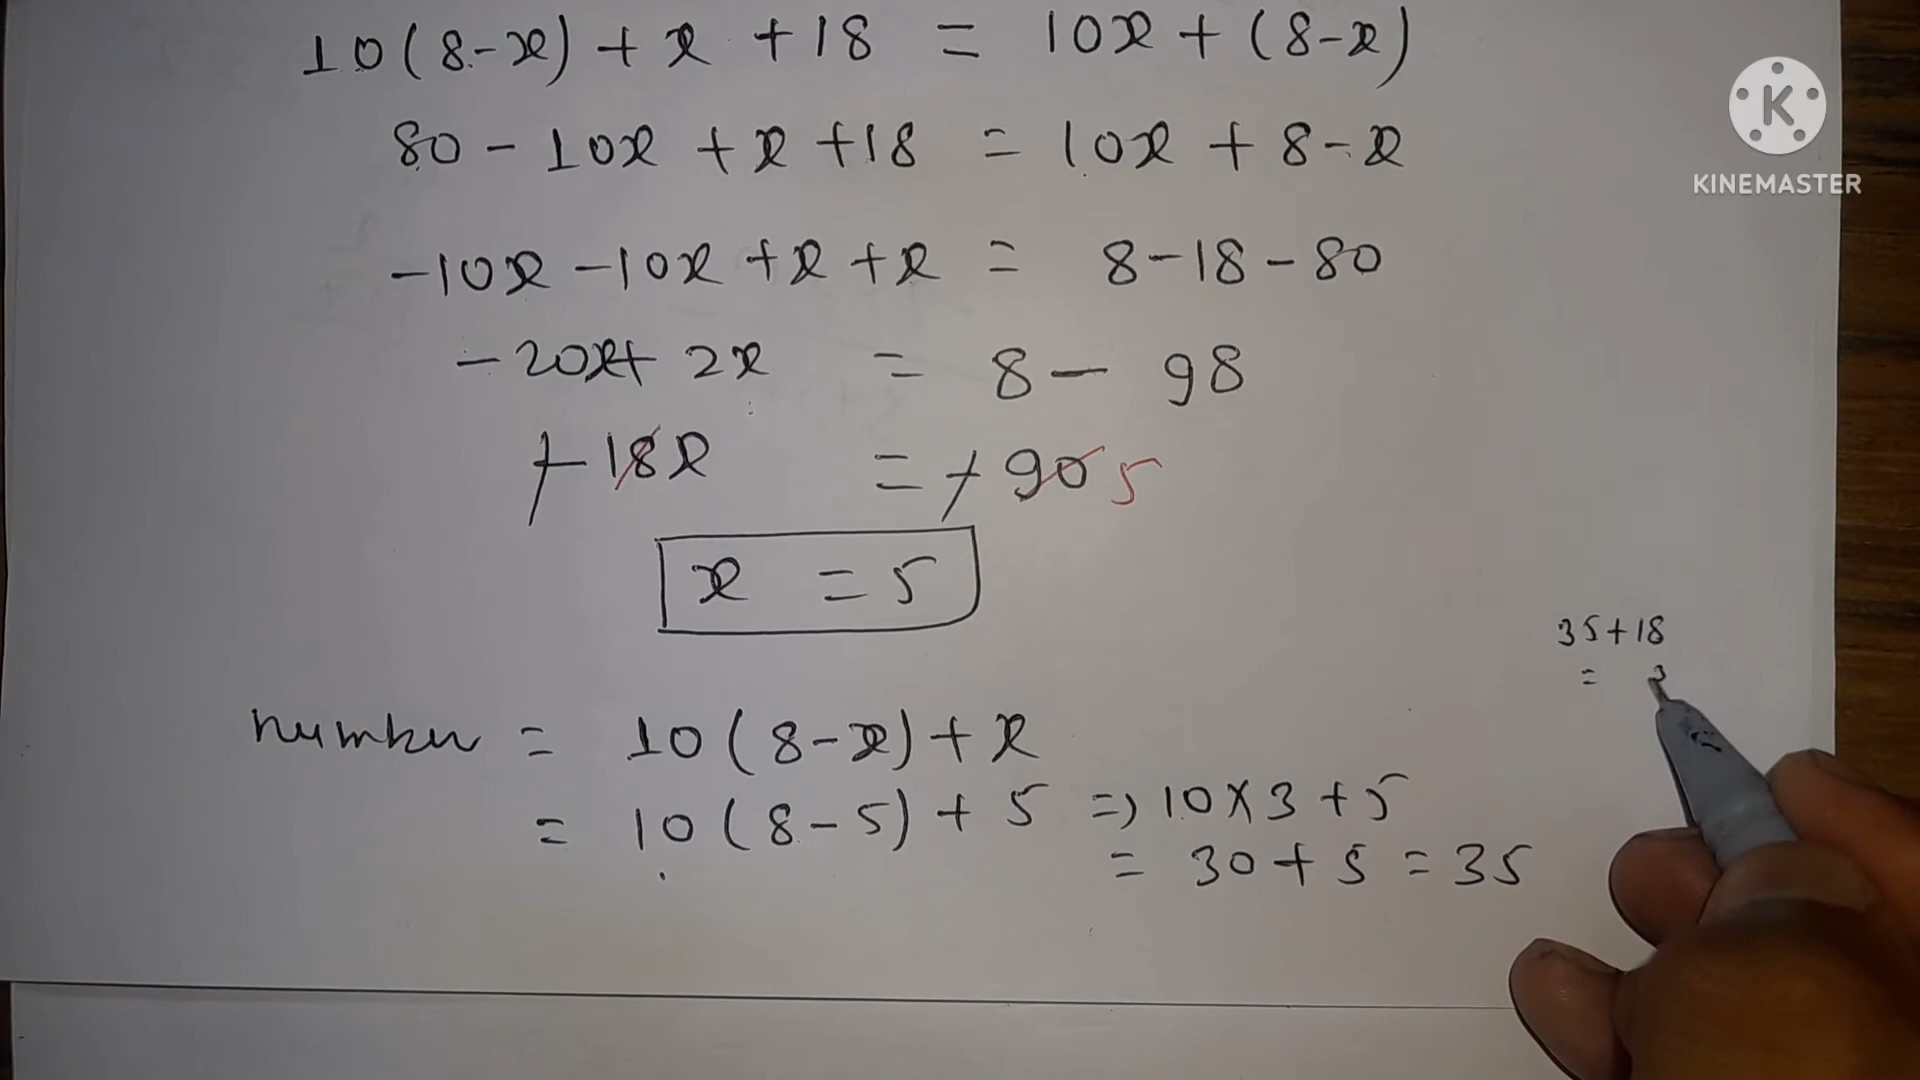 10(8-x) + x + 18 = 10x + (8-x)
80 - 10x + x + 18 = 10x + 8 - x
K
KINEMASTER
-10x - 10x + x + x = 8 - 18 - 80
-20x + 2x = 8 - 98
-18x = -90 5
x = 5
35 + 18
= 3
number = 10(8-x) + x
= 10(8-5) + 5 => 10 × 3 + 5
= 30 + 5 = 35